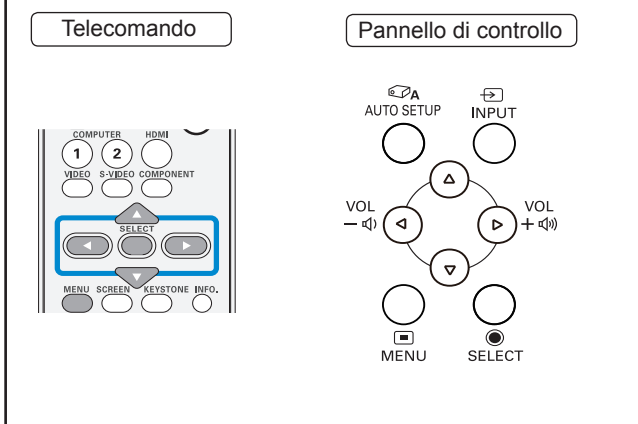 Telecomando
Pannello di controllo
COMPUTER HDMI
1 2
VIDEO S-VIDEO COMPONENT
SELECT
MENU SCREEN KEYSTONE INFO.
A
AUTO SETUP
INPUT
VOL
−
VOL
+
MENU
SELECT